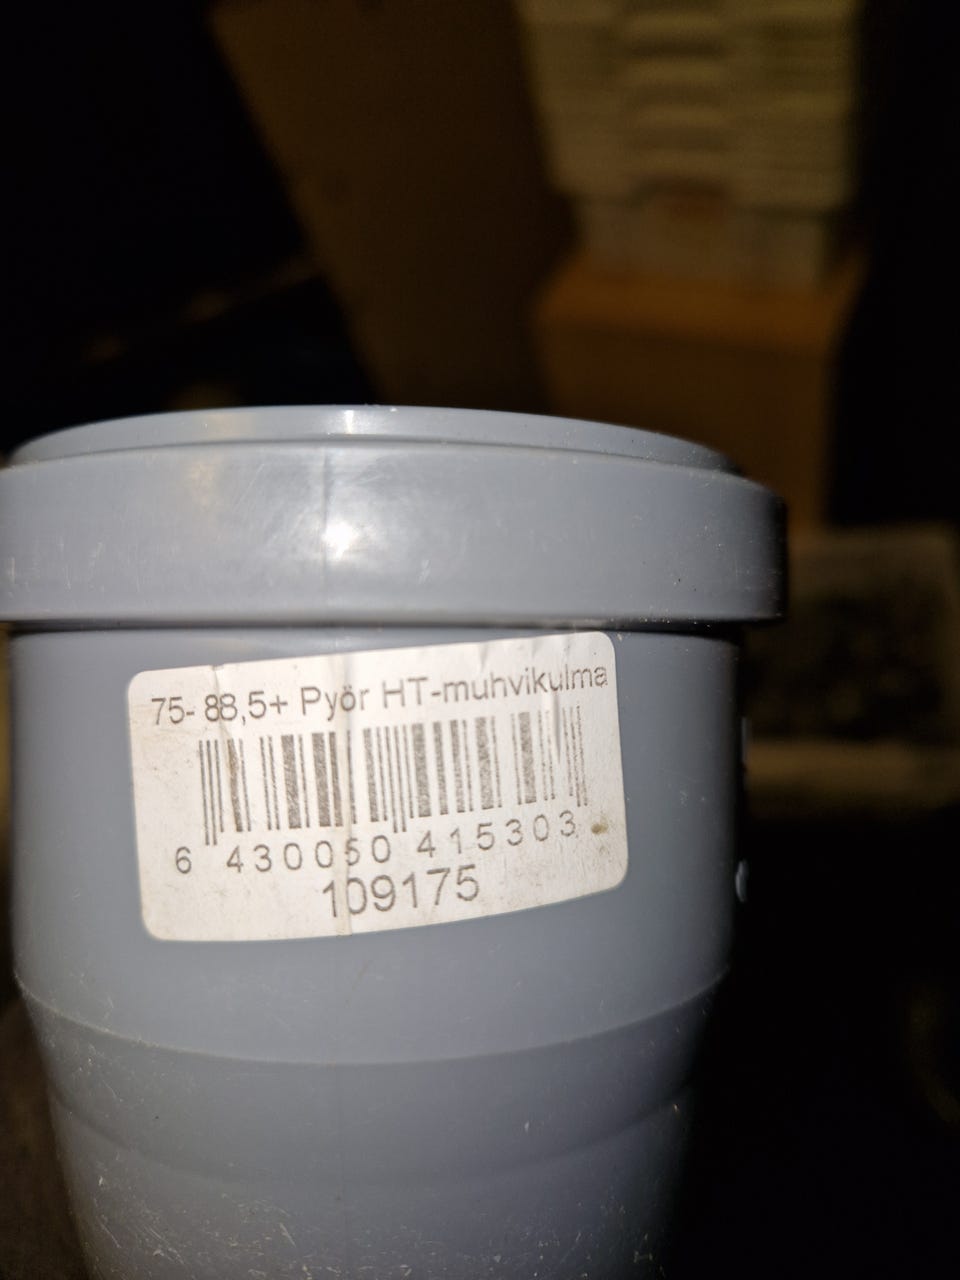 75- 88,5+ Pyör HT-muhvikulma
6 430050 415303
109175